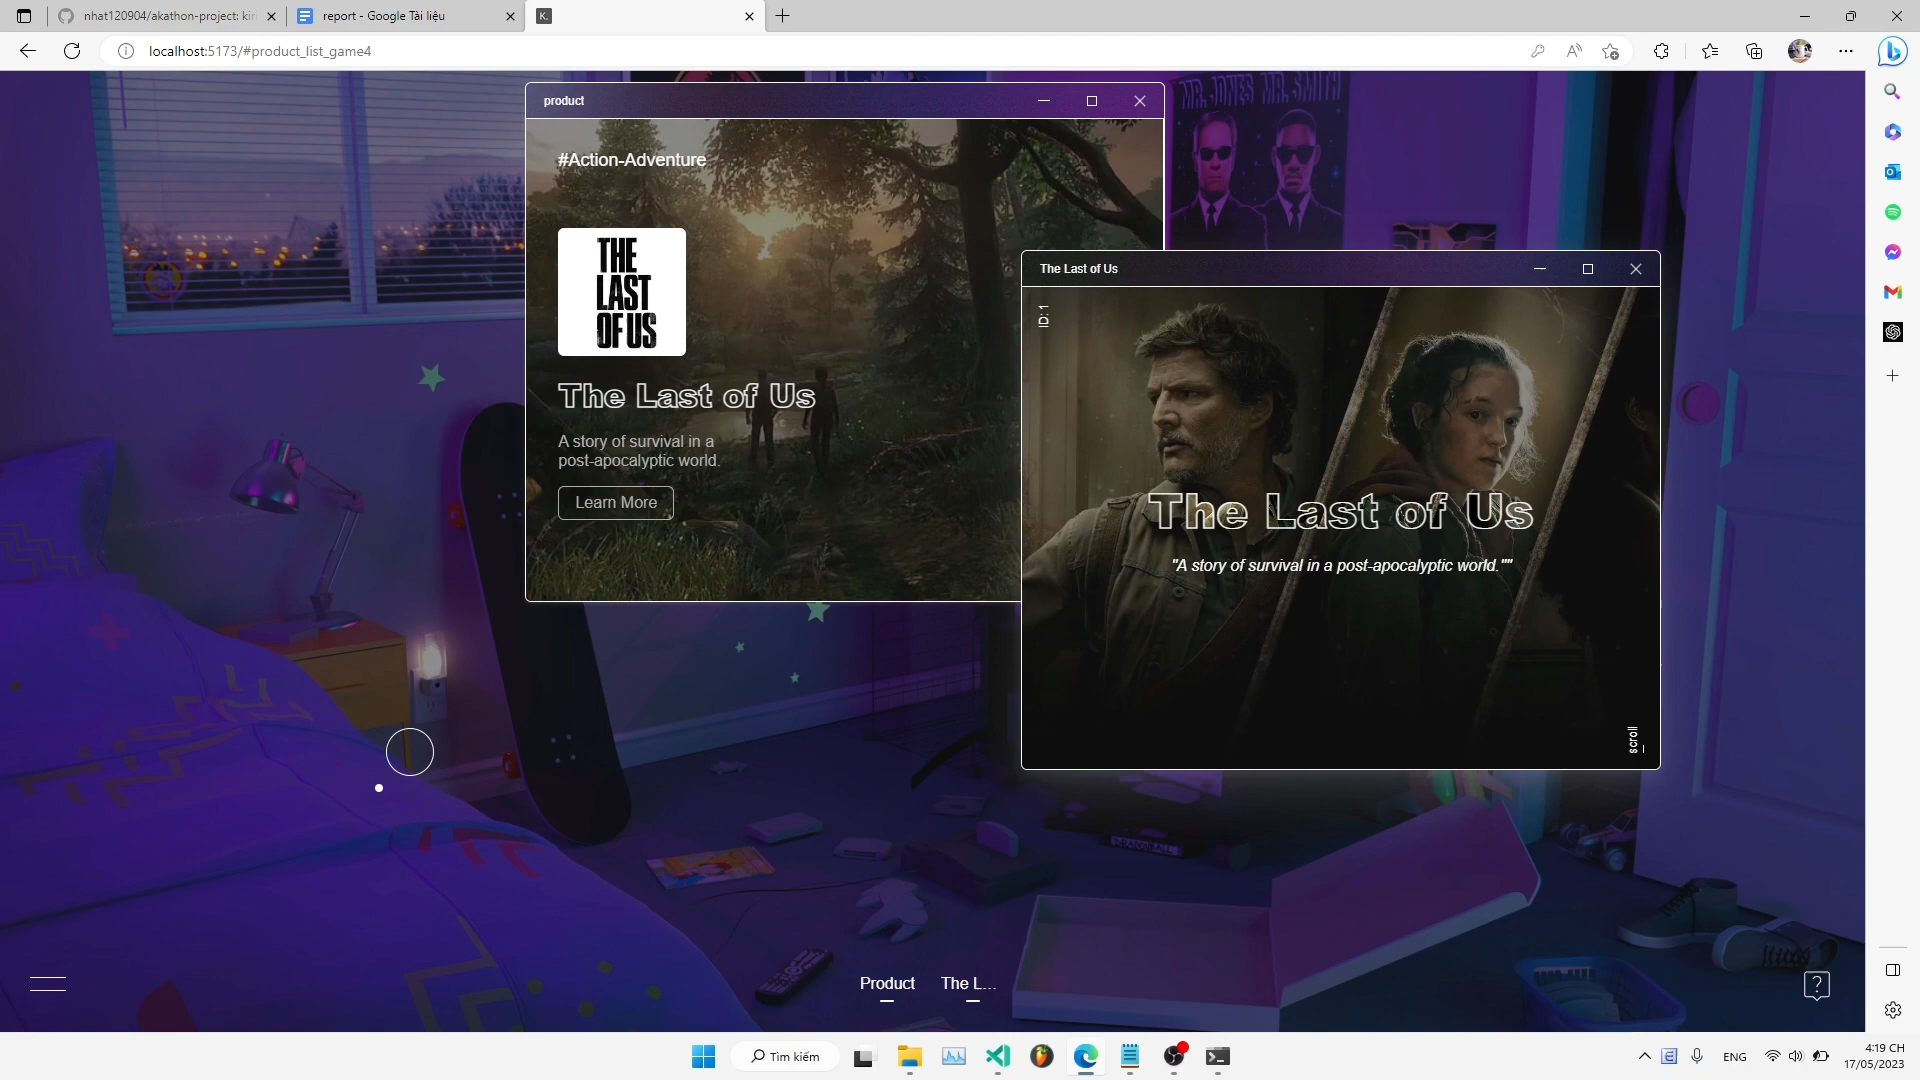 nhat120904/akathon-project: kiri
report - Google Tài liệu
K.
localhost:5173/#product_list_game4
product
#Action-Adventure
THE
LAST
OF US
The Last of Us
A story of survival in a
post-apocalyptic world.
Learn More
MR. JONES MR. SMITH
The Last of Us
ID: 1
The Last of Us
"A story of survival in a post-apocalyptic world.""
scroll
DRAGONBALL
Product
The L...
?
Tìm kiếm
ENG
4:19 CH
17/05/2023